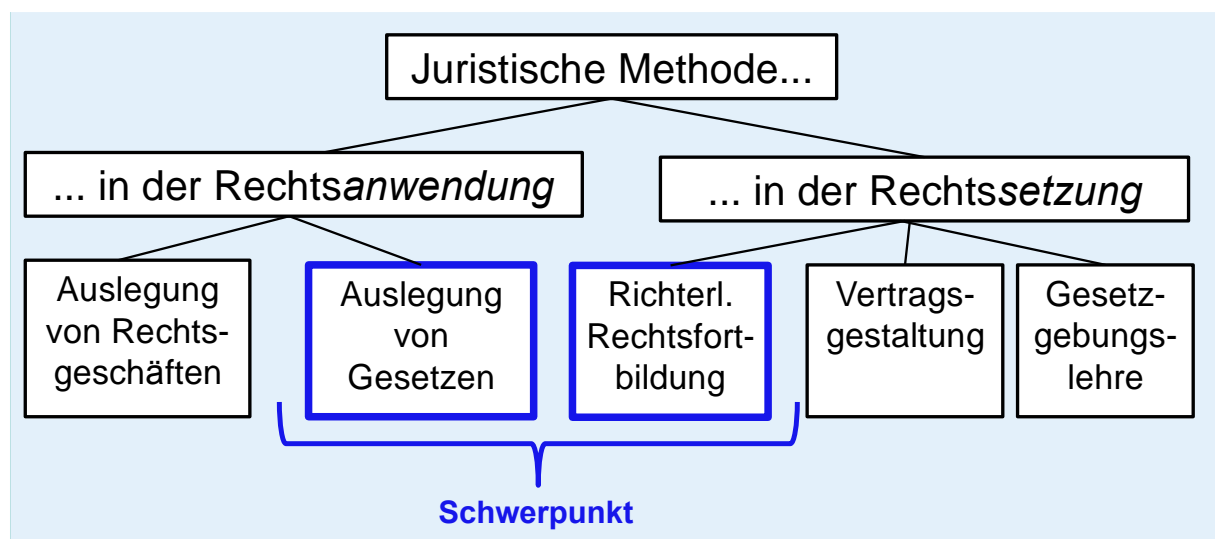 Juristische Methode...
... in der Rechtsanwendung
... in der Rechtssetzung
Auslegung
von Rechts-
geschäften
Auslegung
von
Gesetzen
Richterl.
Rechtsfort-
bildung
Vertrags-
gestaltung
Gesetz-
gebungs-
lehre
Schwerpunkt